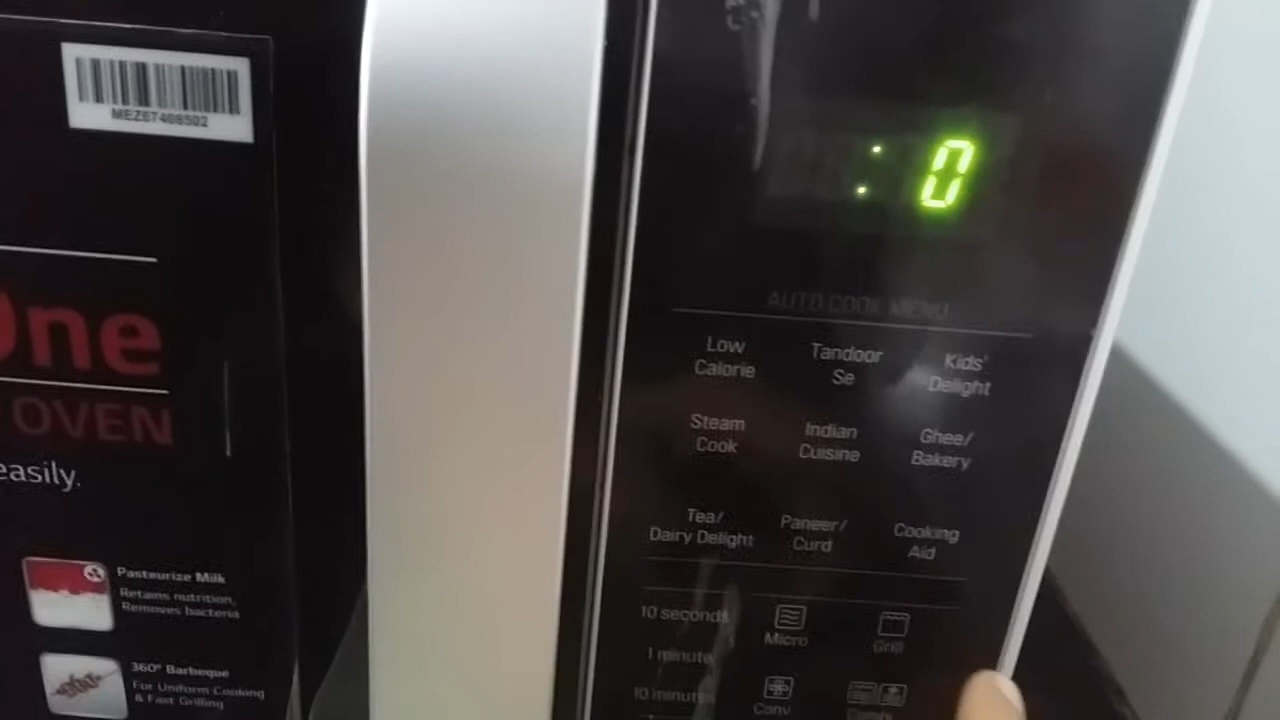 MEZ67408502
One
OVEN
easily.
Pasteurize Milk
Retains nutrition,
Removes bacteria
360° Barbeque
For Uniform Cooking
& Fast Grilling
: 0
AUTO COOK MENU
Low
Calorie
Tandoor
Se
Kids'
Delight
Steam
Cook
Indian
Cuisine
Ghee/
Bakery
Tea/
Dairy Delight
Paneer/
Curd
Cooking
Aid
10 seconds
Micro
Grill
1 minute
10 minutes
Conv
Combi